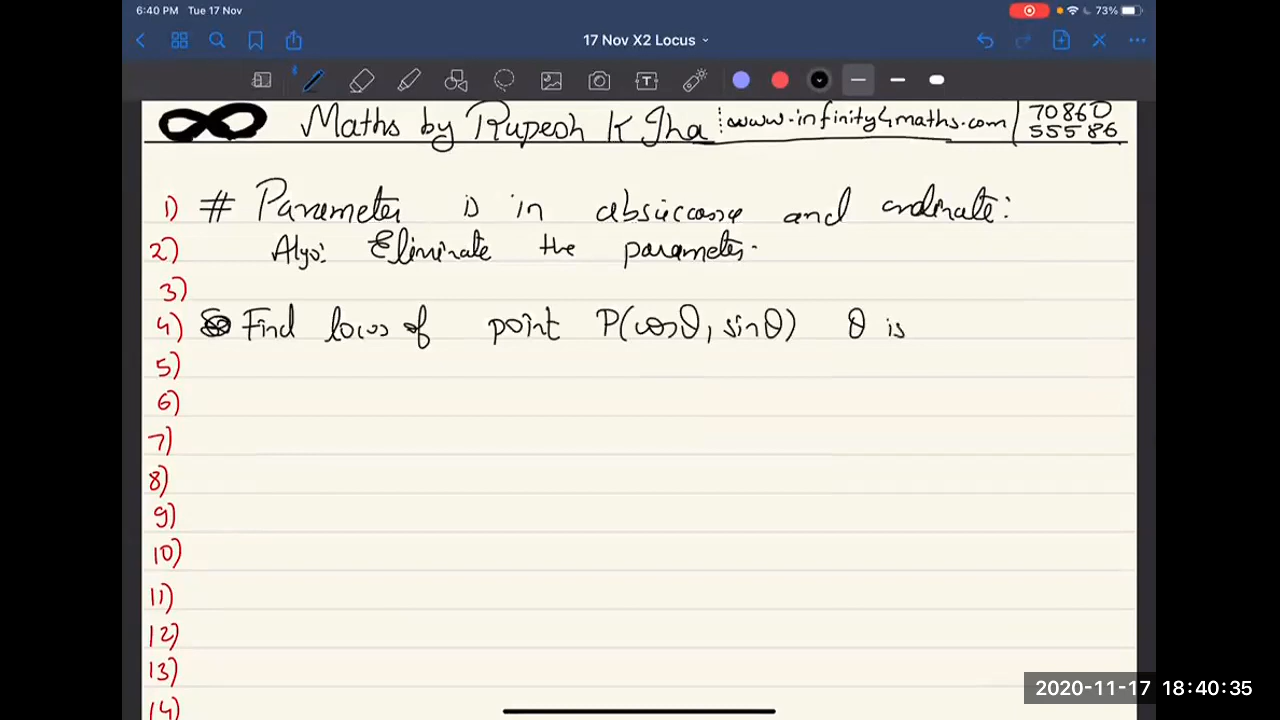 6:40 PM Tue 17 Nov 73%
17 Nov X2 Locus
Maths by Rupesh K Jha www.infinity4maths.com 70860 55586
1) # Parameter is in abscissae and ordinate:
2) Algo: Eliminate the parameter.
3)
4) Find locus of point P(cosθ, sinθ) θ is
5)
6)
7)
8)
9)
10)
11)
12)
13)
14)
2020-11-17 18:40:35